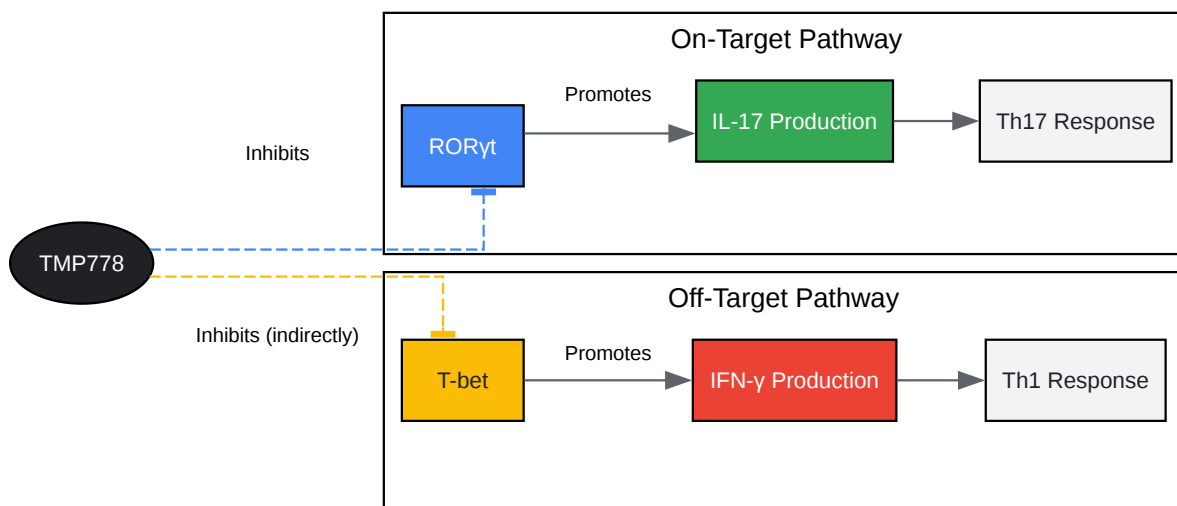 On-Target Pathway
Promotes
IL-17 Production
Th17 Response
RORγt
Inhibits
TMP778
Off-Target Pathway
Inhibits (indirectly)
Promotes
T-bet
IFN-γ Production
Th1 Response